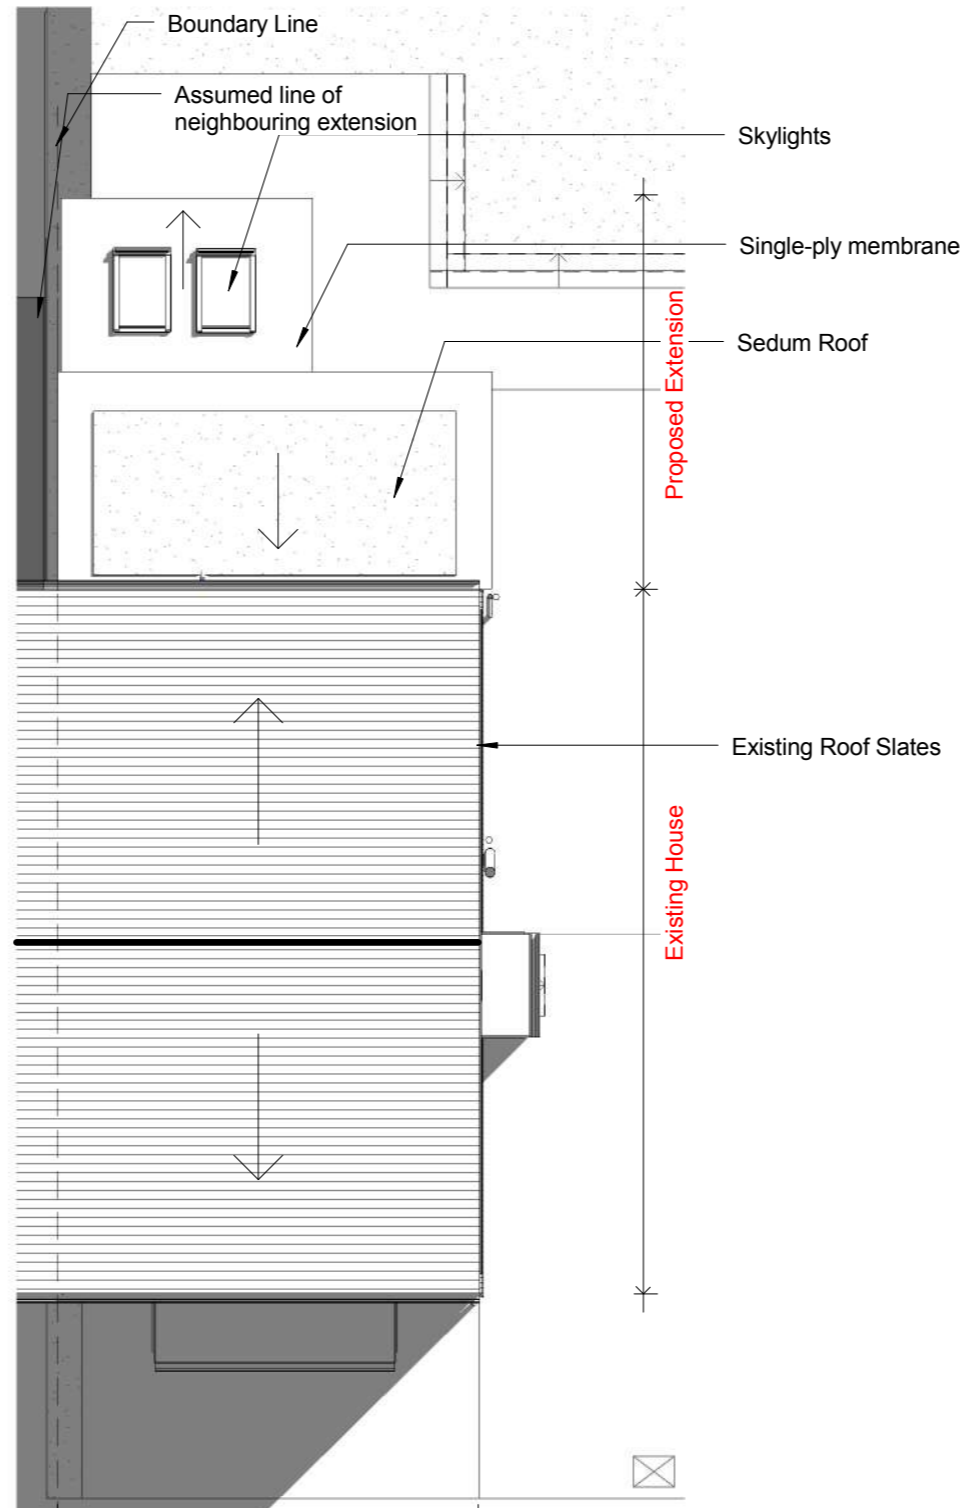 Boundary Line
Assumed line of
neighbouring extension
Skylights
Single-ply membrane
Sedum Roof
Proposed Extension
Existing Roof Slates
Existing House